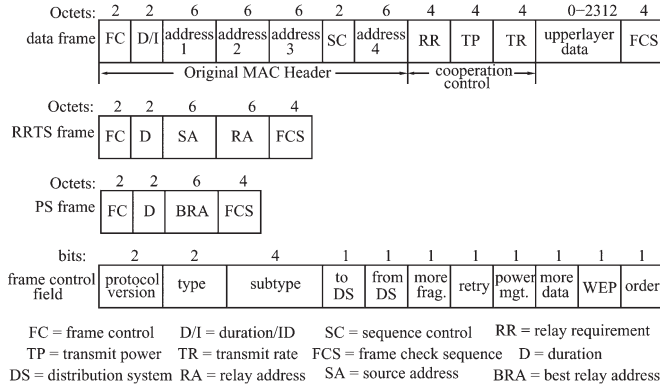 Octets: 2 2 6 6 6 2 6 4 4 4 0−2312 4
data frame FC D/I address 1 address 2 address 3 SC address 4 RR TP TR upperlayer data FCS
Original MAC Header cooperation control
Octets: 2 2 6 6 4
RRTS frame FC D SA RA FCS
Octets: 2 2 6 4
PS frame FC D BRA FCS
bits: 2 2 4 1 1 1 1 1 1 1 1
frame control field protocol version type subtype to DS from DS more frag. retry power mgt. more data WEP order
FC = frame control D/I = duration/ID SC = sequence control RR = relay requirement
TP = transmit power TR = transmit rate FCS = frame check sequence D = duration
DS = distribution system RA = relay address SA = source address BRA = best relay address